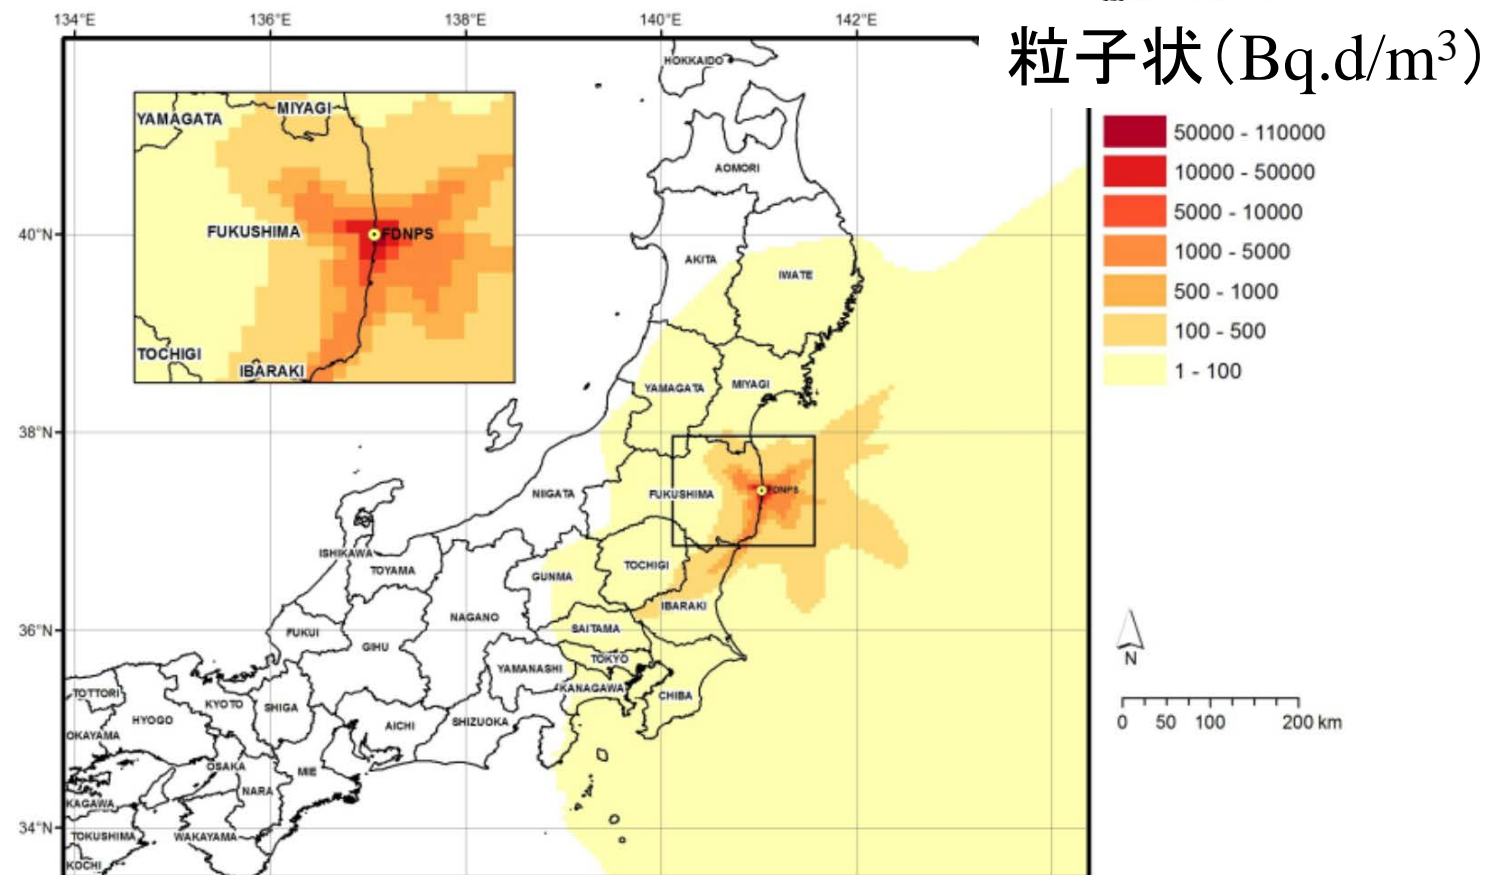 134°E 136°E 138°E 140°E 142°E
粒子状(Bq.d/m³)
50000 - 110000
10000 - 50000
5000 - 10000
1000 - 5000
500 - 1000
100 - 500
1 - 100
YAMAGATA
MIYAGI
FUKUSHIMA
FDNPS
TOCHIGI
IBARAKI
HOKKAIDO
AOMORI
40°N
AKITA
IWATE
YAMAGATA
MIYAGI
38°N
NIIGATA
FUKUSHIMA
FDNPS
ISHIKAWA
TOYAMA
GUNMA
TOCHIGI
IBARAKI
NAGANO
36°N
FUKUI
GIHU
SAITAMA
YAMANASHI
TOKYO
KANAGAWA
CHIBA
TOTTORI
HYOGO
KYOTO
SHIGA
AICHI
SHIZUOKA
OKAYAMA
OSAKA
MIE
NARA
KAGAWA
34°N
TOKUSHIMA
WAKAYAMA
KOCHI
N
0 50 100 200 km